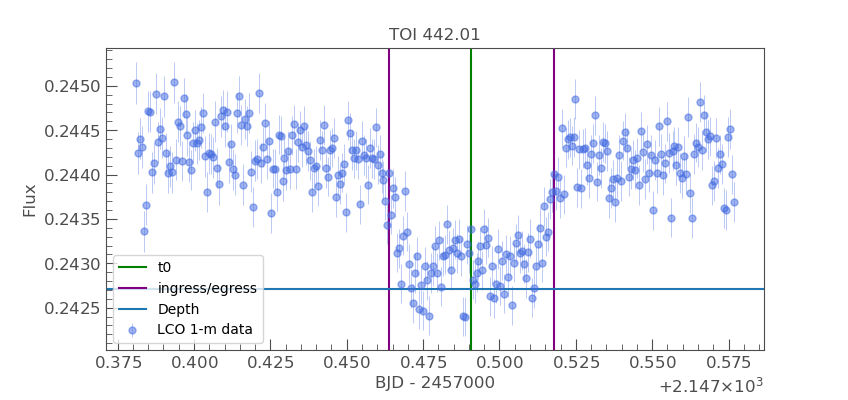 TOI 442.01
0.2450
0.2445
0.2440
0.2435
0.2430
0.2425
Flux
t0
ingress/egress
Depth
LCO 1-m data
0.375 0.400 0.425 0.450 0.475 0.500 0.525 0.550 0.575
BJD - 2457000
+2.147×10³